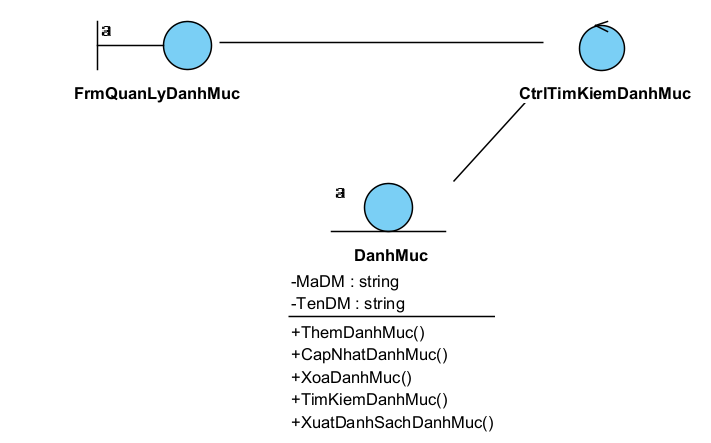 a
FrmQuanLyDanhMuc
CtrlTimKiemDanhMuc
a
DanhMuc
-MaDM : string
-TenDM : string
+ThemDanhMuc()
+CapNhatDanhMuc()
+XoaDanhMuc()
+TimKiemDanhMuc()
+XuatDanhSachDanhMuc()